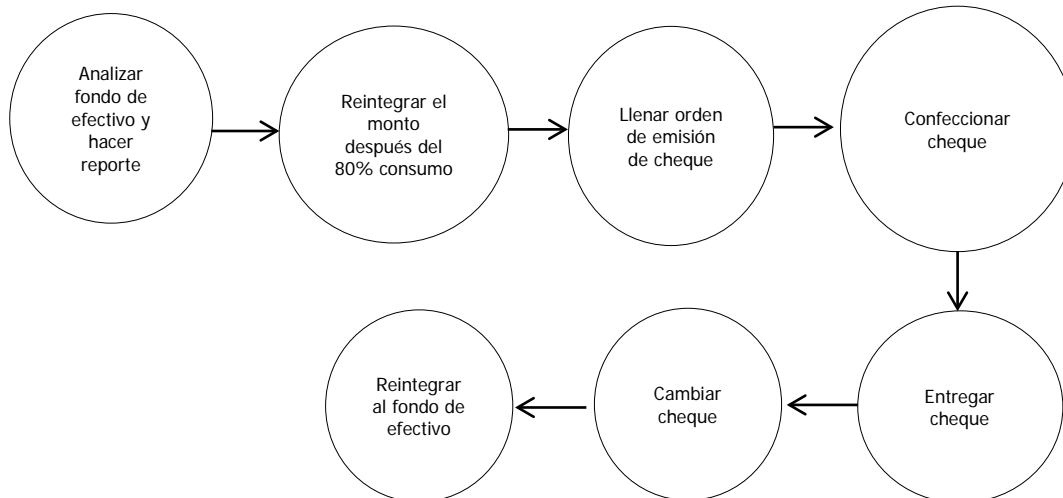 Analizar
fondo de
efectivo y
hacer
reporte
Reintegrar el
monto
después del
80% consumo
Llenar orden
de emisión
de cheque
Confeccionar
cheque
Entregar
cheque
Cambiar
cheque
Reintegrar
al fondo de
efectivo